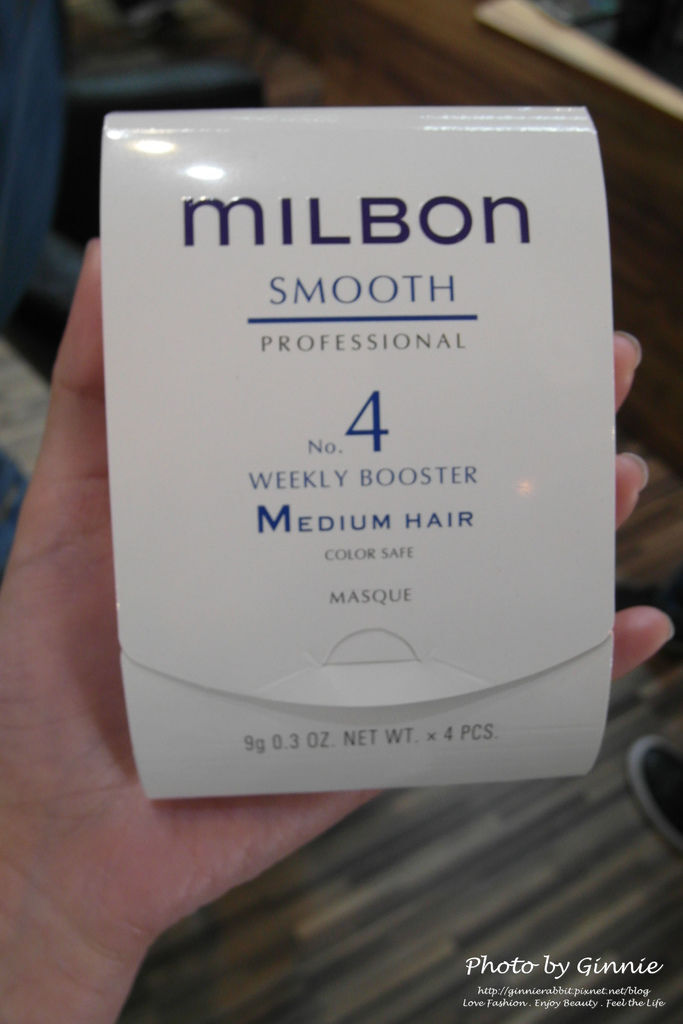 mILBOn
SMOOTH
PROFESSIONAL
No. 4
WEEKLY BOOSTER
MEDIUM HAIR
COLOR SAFE
MASQUE
9g 0.3 OZ. NET WT. × 4 PCS.
Photo by Ginnie
http://ginnierabbit.pixnet.net/blog
Love Fashion . Enjoy Beauty . Feel the Life